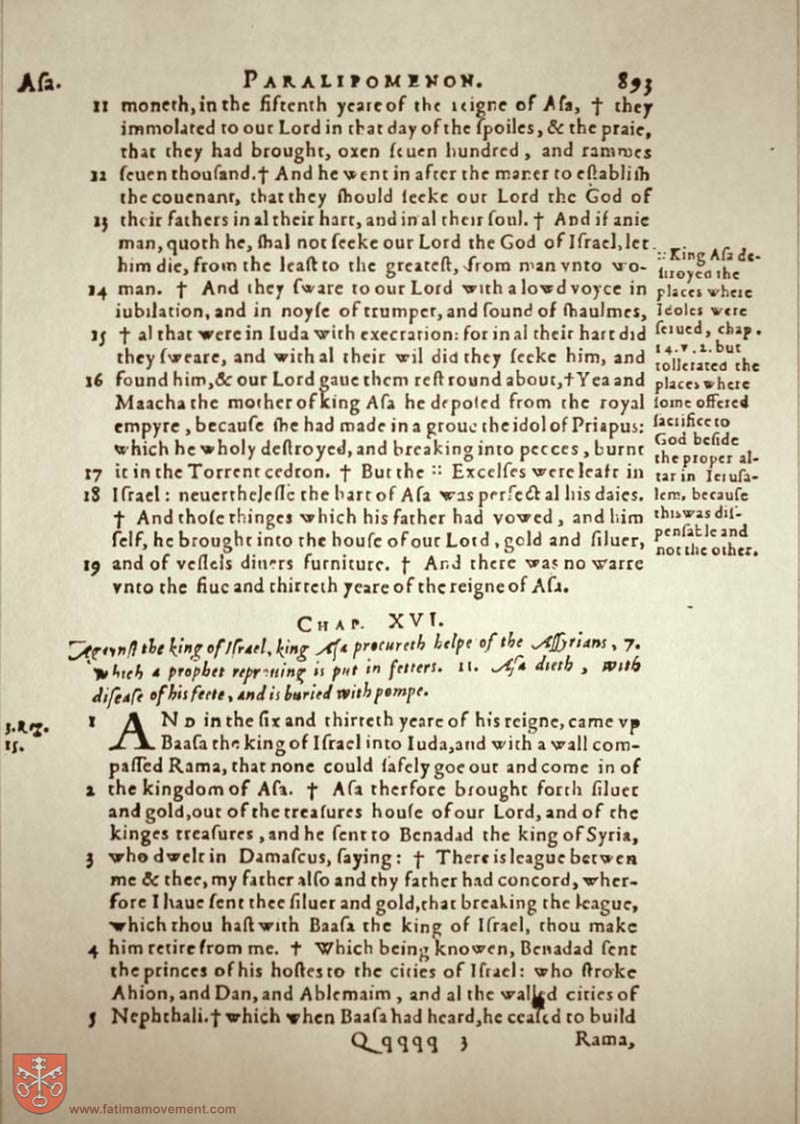 Aſa.
PARALIPOMENON.
893
11 moneth, in the fifteenth yeare of the reigne of Aſa, † they
immolated to our Lord in that day of the ſpoiles, & the praie,
that they had brought, oxen ſeuen hundred, and rammes
12 ſeuen thouſand. † And he went in after the maner to eſtabliſh
the couenant, that they ſhould ſeeke our Lord the God of
13 their fathers in al their hart, and in al their ſoul. † And if anie
man, quoth he, ſhal not ſeeke our Lord the God of Iſrael, let
him die, from the leaſt to the greateſt, from man vnto wo-
14 man. † And they ſware to our Lord with a lowd voyce in
iubilation, and in noyſe of trumpet, and ſound of ſhaulmes,
15 † al that were in Iuda with execration: for in al their hart did
they ſweare, and with al their wil did they ſeeke him, and
16 found him, & our Lord gaue them reſt round about, † Yea and
Maacha the mother of king Aſa he depoſed from the royal
empyre, becauſe ſhe had made in a groue the idol of Priapus:
which he wholy deſtroyed, and breaking into peeces, burnt
17 it in the Torrent cedron. † But the :: Excelſes were leaft in
18 Iſrael: neuertheleſſe the hart of Aſa was perfect al his daies.
† And thoſe thinges which his father had vowed, and him
ſelf, he brought into the houſe of our Lord, gold and ſiluer,
19 and of veſſels diuers furniture. † And there was no warre
vnto the fiue and thirteth yeare of the reigne of Aſa.
:: King Aſa de-
ſtroyed the
places where
Idoles were
ſerued, chap.
14. v. 2. but
tollerated the
places where
ſome offered
ſacrifice to
God beſide
the proper al-
tar in Ieruſa-
lem, becauſe
this was diſ-
penſable and
not the other.
CHAP. XVI.
Againſt the king of Iſrael, king Aſa procureth helpe of the Aſſyrians, 7.
which a prophet reprouing is put in fetters. 11. Aſa dieth, with
diſeaſe of his feete, and is buried with pompe.
3. Reg.
15.
1 AND in the ſix and thirteth yeare of his reigne, came vp
Baaſa the king of Iſrael into Iuda, and with a wall com-
paſſed Rama, that none could ſafely goe out and come in of
2 the kingdom of Aſa. † Aſa therfore brought forth ſiluer
and gold, out of the treaſures houſe of our Lord, and of the
kinges treaſures, and he ſent to Benadad the king of Syria,
3 who dwelt in Damaſcus, ſaying: † There is league betwen
me & thee, my father alſo and thy father had concord, wher-
fore I haue ſent thee ſiluer and gold, that breaking the league,
which thou haſt with Baaſa the king of Iſrael, thou make
4 him retire from me. † Which being knowen, Benadad ſent
the princes of his hoſtes to the cities of Iſrael: who ſtroke
Ahion, and Dan, and Ablemaim, and al the walled cities of
5 Nephthali. † which when Baaſa had heard, he ceaſed to build
Qqqqq 3
Rama,
www.fatimamovement.com